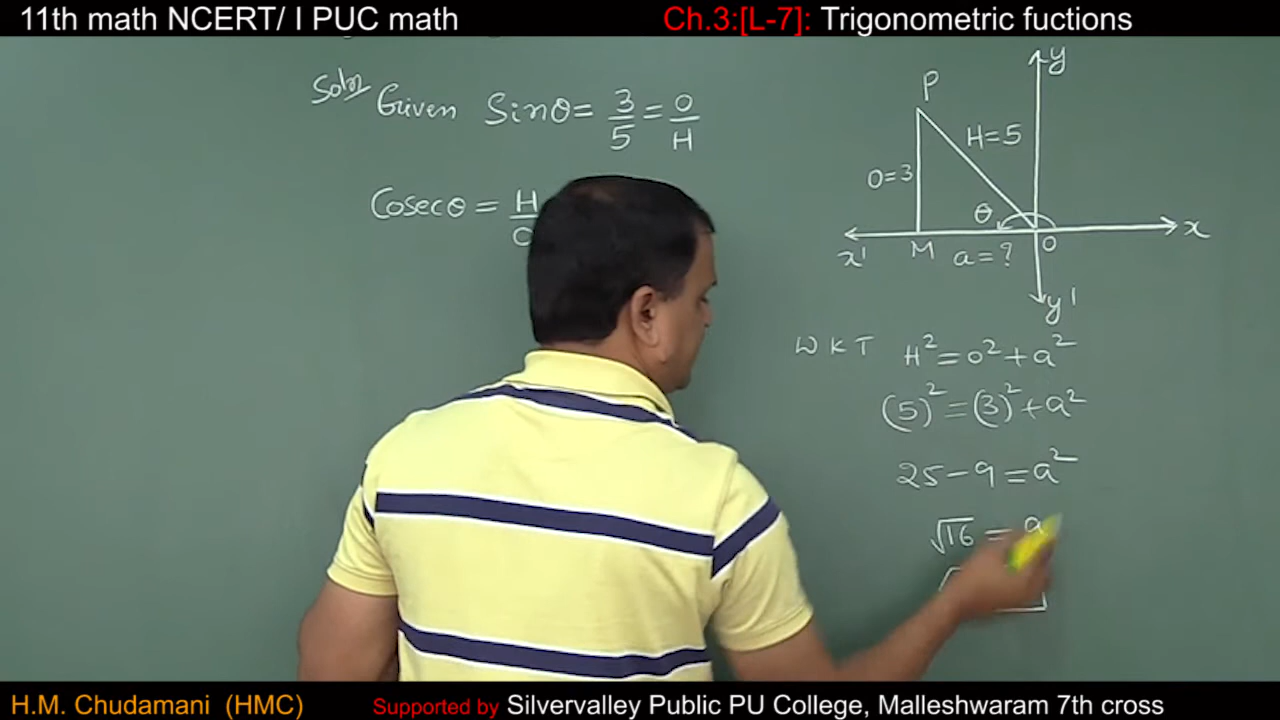 11th math NCERT/ I PUC math
Ch.3:[L-7]: Trigonometric fuctions
Soln Given Sinθ = 3/5 = O/H
Cosecθ = H/O
y
P
H=5
O=3
θ
x' M a=? O x
y'
WKT H² = O² + a²
(5)² = (3)² + a²
25 - 9 = a²
√16 = a
H.M. Chudamani (HMC)
Supported by Silvervalley Public PU College, Malleshwaram 7th cross